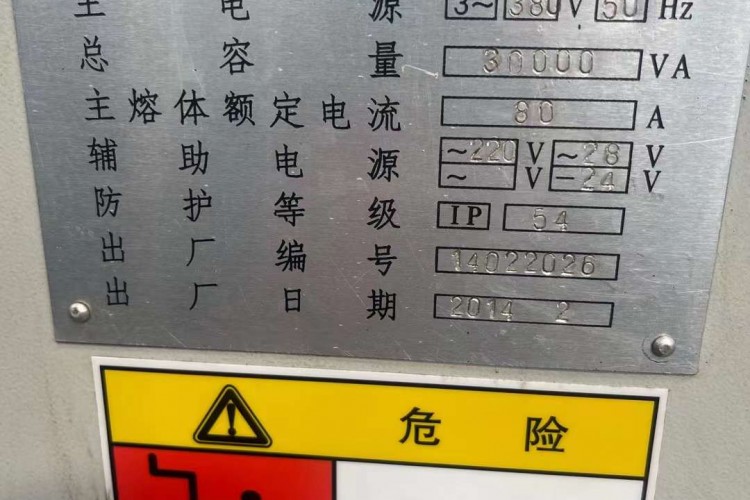 主电源 3~ 380 V 50 Hz
总容量 30000 VA
主熔体额定电流 80 A
辅助电源 ~220 V ~28 V
~ V =24 V
防护等级 IP 54
出厂编号 14022026
出厂日期 2014 2
危险